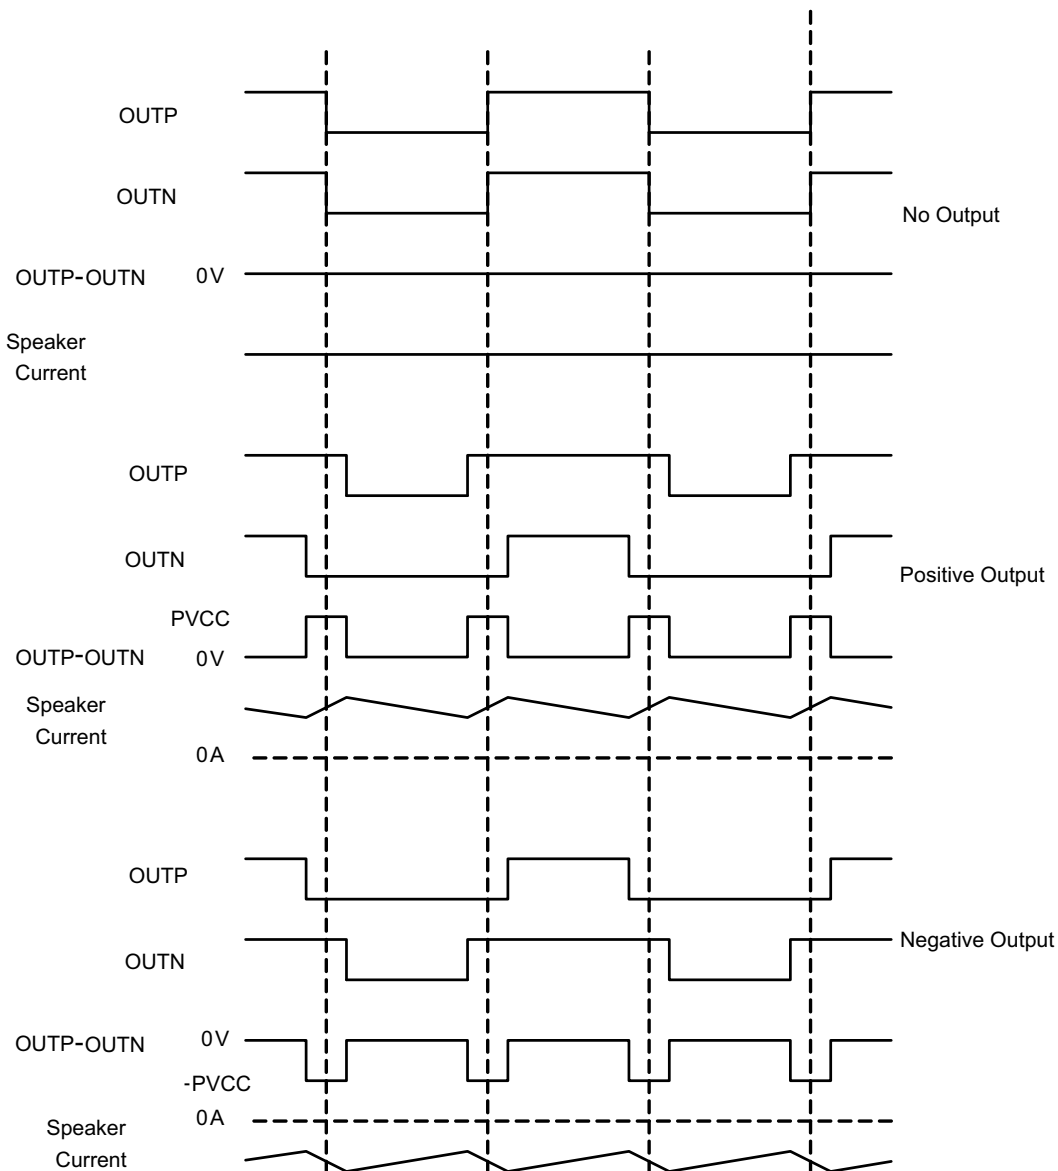 OUTP
OUTN
No Output
OUTP-OUTN 0V
Speaker
Current
OUTP
OUTN
Positive Output
PVCC
OUTP-OUTN 0V
Speaker
Current
0A
OUTP
OUTN
Negative Output
OUTP-OUTN 0V
-PVCC
0A
Speaker
Current